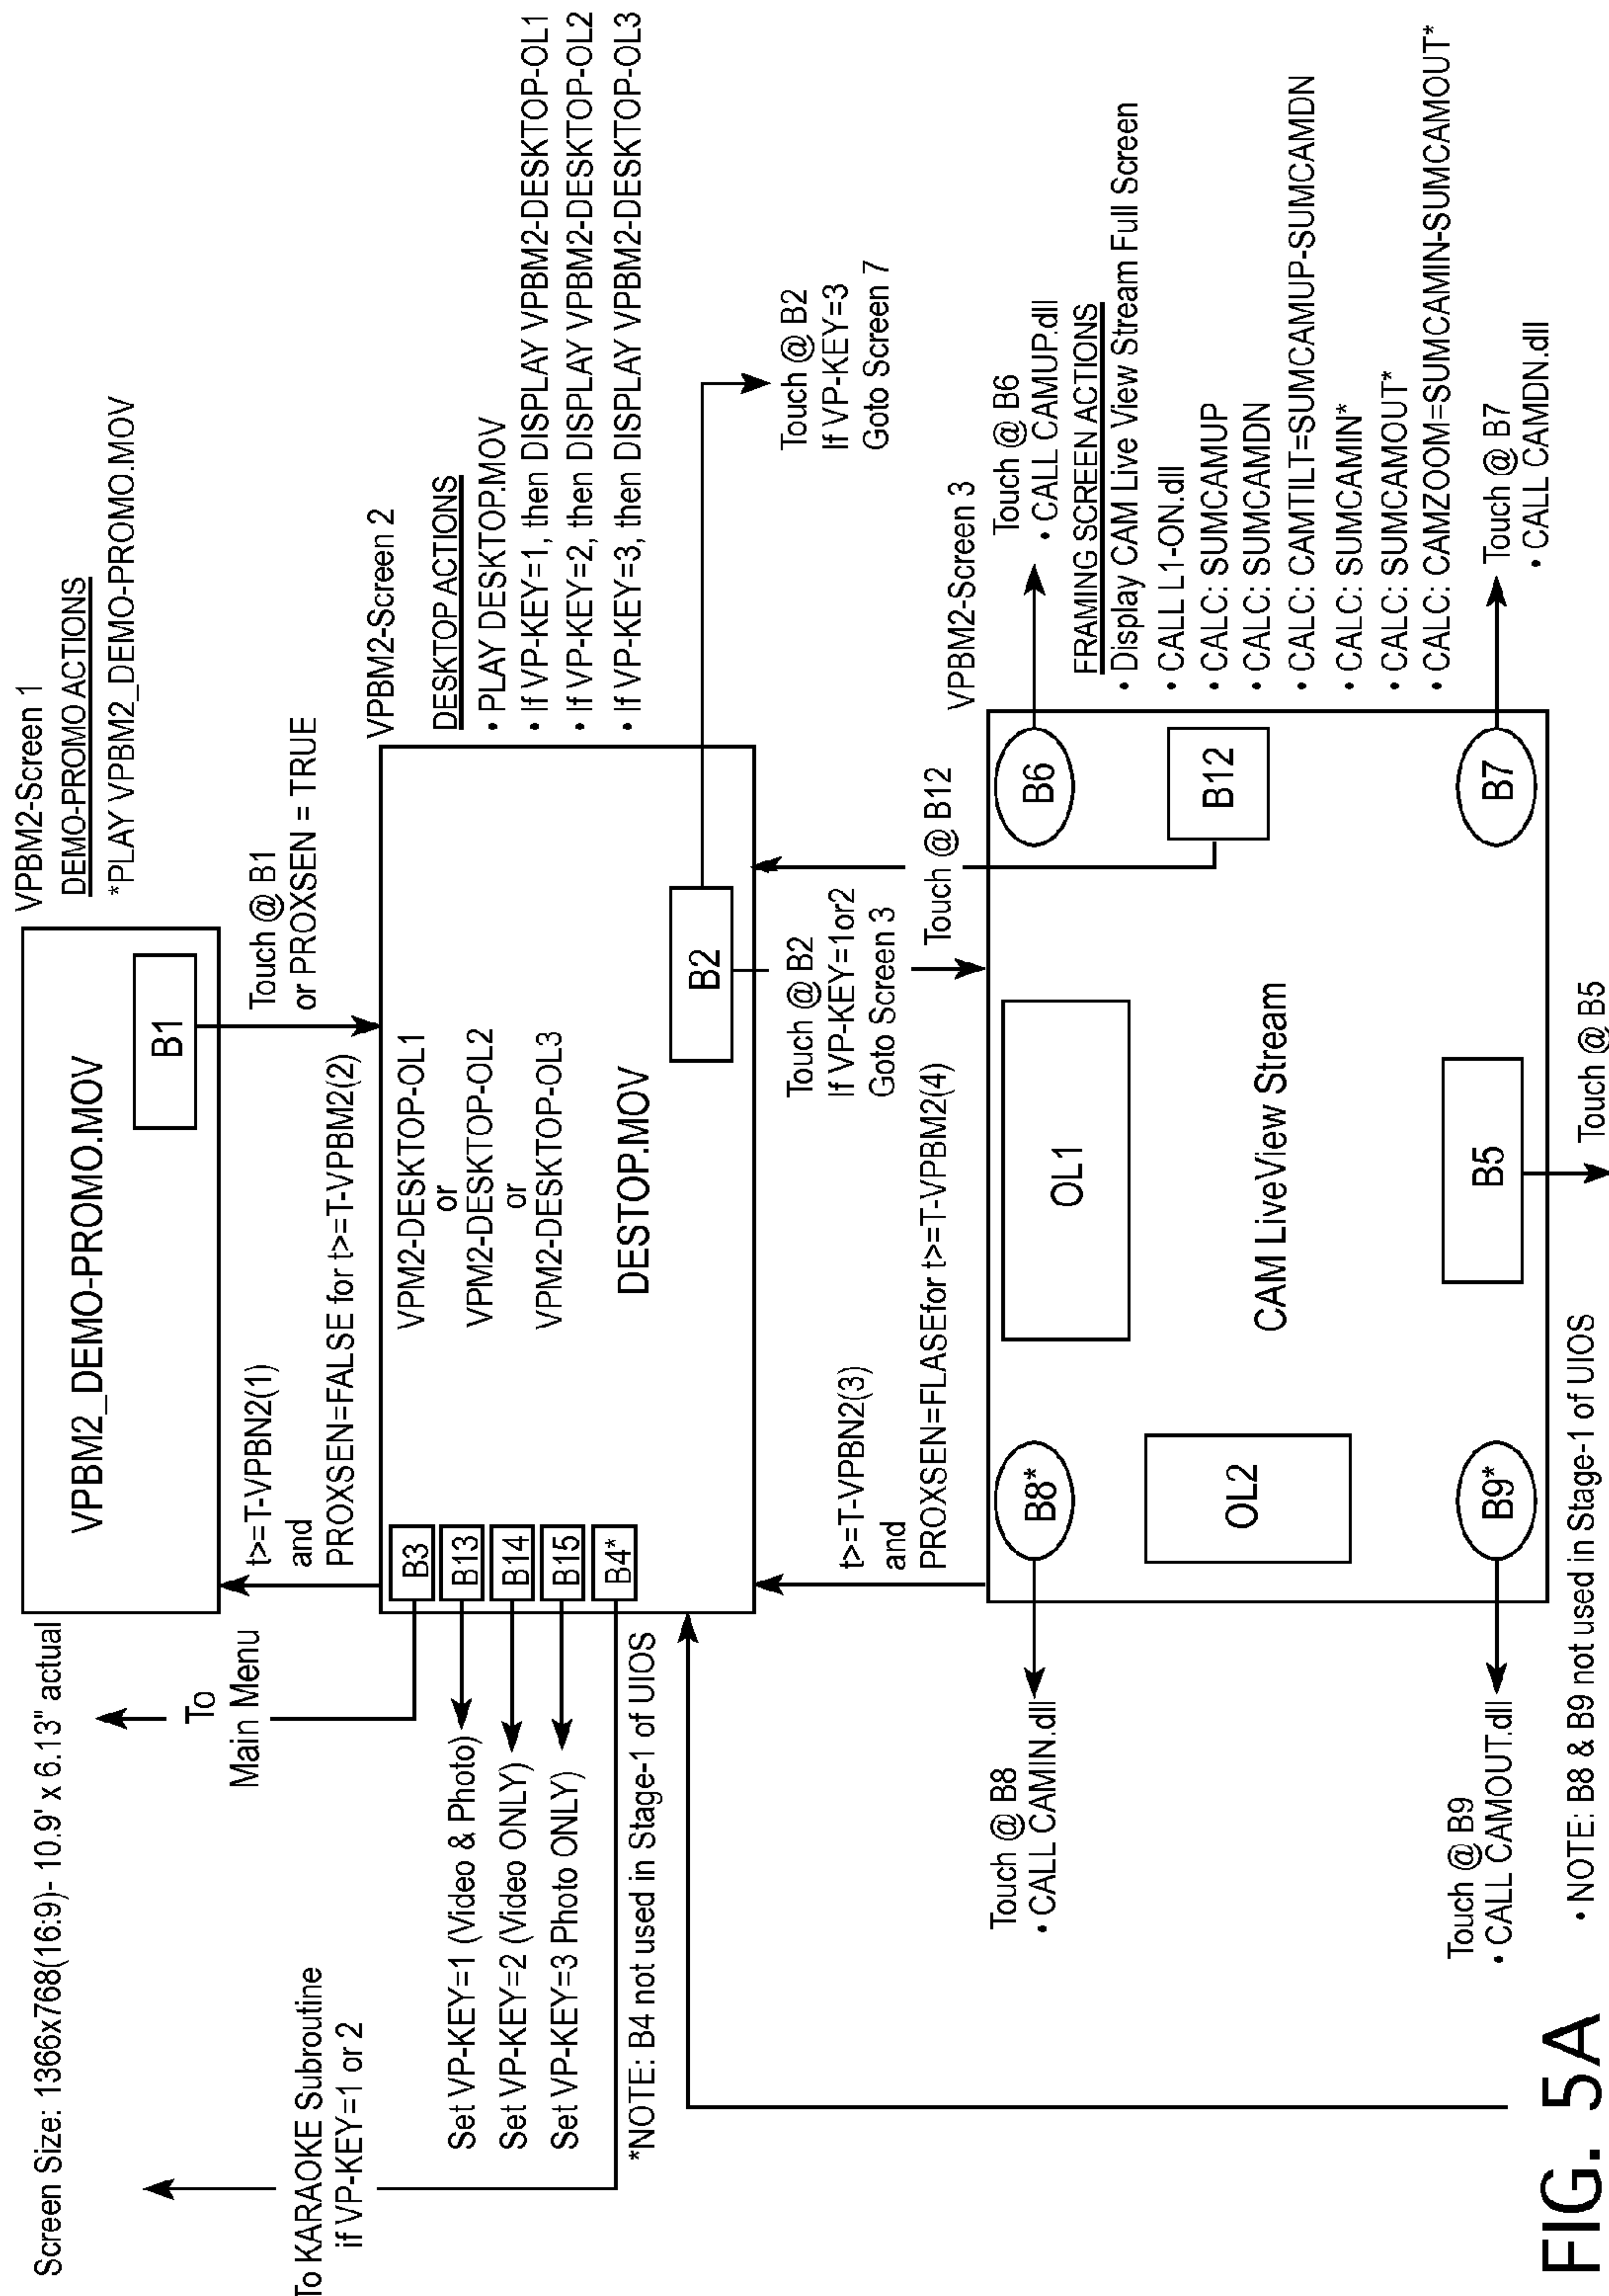 Screen Size: 1366x768(16:9)- 10.9' x 6.13" actual
VPBM2-Screen 1
DEMO-PROMO ACTIONS
*PLAY VPBM2_DEMO-PROMO.MOV
VPBM2_DEMO-PROMO.MOV
B1
To
Main Menu
To KARAOKE Subroutine
if VP-KEY=1 or 2
t>=T-VPBN2(1)
and
PROXSEN=FALSE for t>=T-VPBM2(2)
Touch @ B1
or PROXSEN = TRUE
VPBM2-Screen 2
DESKTOP ACTIONS
• PLAY DESKTOP.MOV
• If VP-KEY=1, then DISPLAY VPBM2-DESKTOP-OL1
• If VP-KEY=2, then DISPLAY VPBM2-DESKTOP-OL2
• If VP-KEY=3, then DISPLAY VPBM2-DESKTOP-OL3
B3
B13
B14
B15
B4*
VPM2-DESKTOP-OL1
or
VPM2-DESKTOP-OL2
or
VPM2-DESKTOP-OL3
DESTOP.MOV
B2
Set VP-KEY=1 (Video & Photo)
Set VP-KEY=2 (Video ONLY)
Set VP-KEY=3 Photo ONLY)
*NOTE: B4 not used in Stage-1 of UIOS
Touch @ B2
If VP-KEY=3
Goto Screen 7
t>=T-VPBN2(3)
and
PROXSEN=FLASEfor t>=T-VPBM2(4)
Touch @ B2
If VP-KEY=1or2
Goto Screen 3
Touch @ B12
VPBM2-Screen 3
Touch @ B6
• CALL CAMUP.dll
FRAMING SCREEN ACTIONS
• Display CAM Live View Stream Full Screen
• CALL L1-ON.dll
• CALC: SUMCAMUP
• CALC: SUMCAMDN
• CALC: CAMTILT=SUMCAMUP-SUMCAMDN
• CALC: SUMCAMIN*
• CALC: SUMCAMOUT*
• CALC: CAMZOOM=SUMCAMIN-SUMCAMOUT*
Touch @ B7
• CALL CAMDN.dll
B8*
OL1
B6
OL2
CAM LiveView Stream
B12
B9*
B5
B7
Touch @ B8
• CALL CAMIN.dll
Touch @ B9
• CALL CAMOUT.dll
• NOTE: B8 & B9 not used in Stage-1 of UIOS
Touch @ B5
FIG. 5A